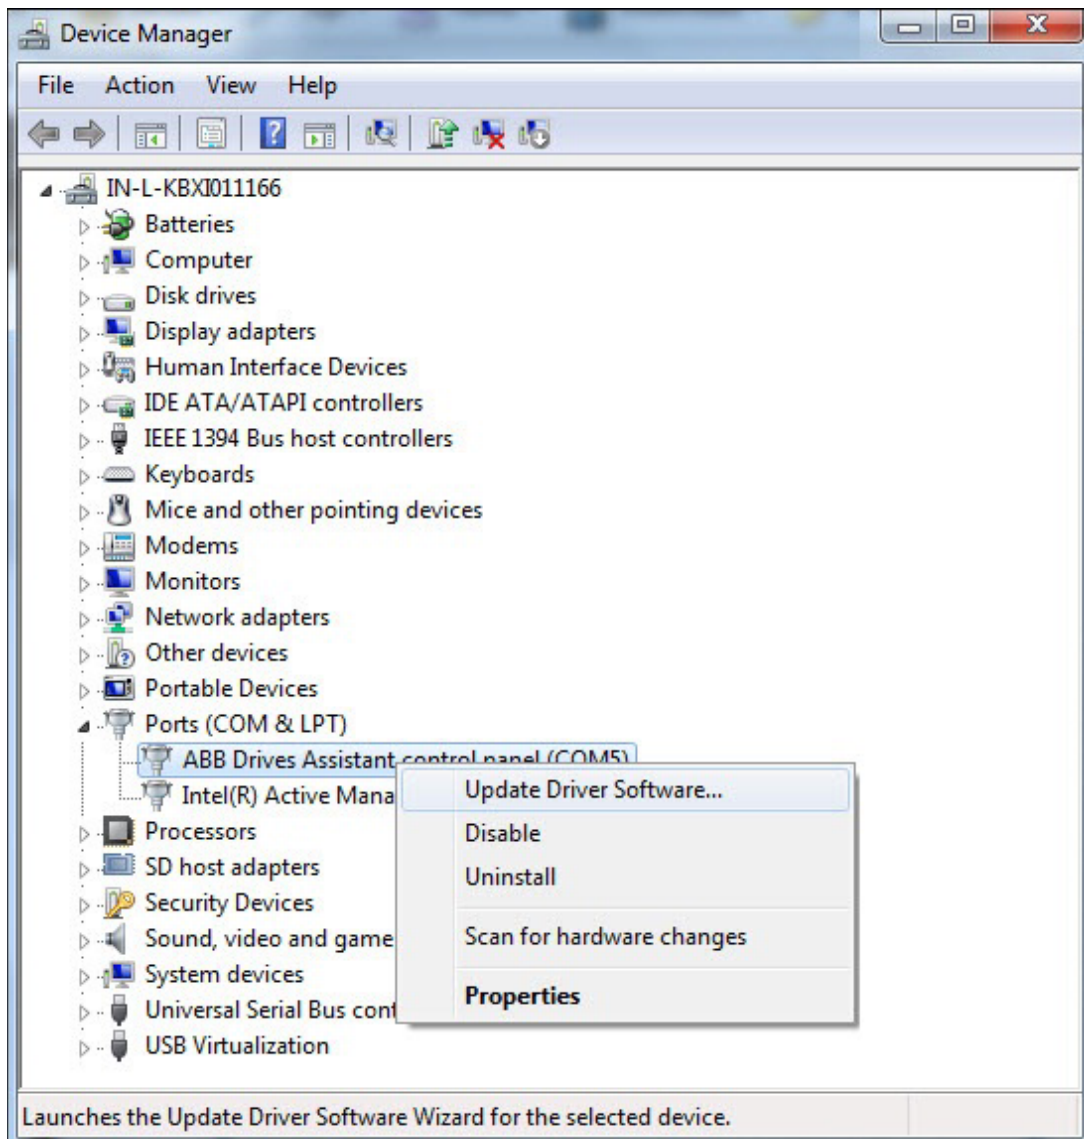 Device Manager
File Action View Help
IN-L-KBXI011166
Batteries
Computer
Disk drives
Display adapters
Human Interface Devices
IDE ATA/ATAPI controllers
IEEE 1394 Bus host controllers
Keyboards
Mice and other pointing devices
Modems
Monitors
Network adapters
Other devices
Portable Devices
Ports (COM & LPT)
ABB Drives Assistant control panel (COM5)
Intel(R) Active Mana
Processors
SD host adapters
Security Devices
Sound, video and game
System devices
Universal Serial Bus cont
USB Virtualization
Update Driver Software...
Disable
Uninstall
Scan for hardware changes
Properties
Launches the Update Driver Software Wizard for the selected device.